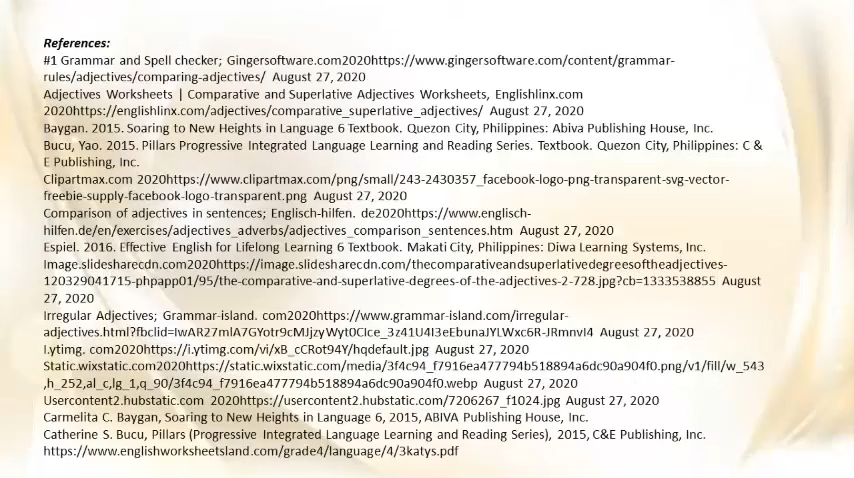 References:
#1 Grammar and Spell checker; Gingersoftware.com2020https://www.gingersoftware.com/content/grammar-
rules/adjectives/comparing-adjectives/ August 27, 2020
Adjectives Worksheets | Comparative and Superlative Adjectives Worksheets, Englishlinx.com
2020https://englishlinx.com/adjectives/comparative_superlative_adjectives/ August 27, 2020
Baygan. 2015. Soaring to New Heights in Language 6 Textbook. Quezon City, Philippines: Abiva Publishing House, Inc.
Bucu, Yao. 2015. Pillars Progressive Integrated Language Learning and Reading Series. Textbook. Quezon City, Philippines: C &
E Publishing, Inc.
Clipartmax.com 2020https://www.clipartmax.com/png/small/243-2430357_facebook-logo-png-transparent-svg-vector-
freebie-supply-facebook-logo-transparent.png August 27, 2020
Comparison of adjectives in sentences; Englisch-hilfen. de2020https://www.englisch-
hilfen.de/en/exercises/adjectives_adverbs/adjectives_comparison_sentences.htm August 27, 2020
Espiel. 2016. Effective English for Lifelong Learning 6 Textbook. Makati City, Philippines: Diwa Learning Systems, Inc.
Image.slidesharecdn.com2020https://image.slidesharecdn.com/thecomparativeandsuperlativedegreesoftheadjectives-
120329041715-phpapp01/95/the-comparative-and-superlative-degrees-of-the-adjectives-2-728.jpg?cb=1333538855 August
27, 2020
Irregular Adjectives; Grammar-island. com2020https://www.grammar-island.com/irregular-
adjectives.html?fbclid=IwAR27mlA7GYotr9cMJjzyWyt0CIce_3z41U4I3eEbunaJYLWxc6R-JRmnvI4 August 27, 2020
I.ytimg. com2020https://i.ytimg.com/vi/xB_cCRot94Y/hqdefault.jpg August 27, 2020
Static.wixstatic.com2020https://static.wixstatic.com/media/3f4c94_f7916ea477794b518894a6dc90a904f0.png/v1/fill/w_543
,h_252,al_c,lg_1,q_90/3f4c94_f7916ea477794b518894a6dc90a904f0.webp August 27, 2020
Usercontent2.hubstatic.com 2020https://usercontent2.hubstatic.com/7206267_f1024.jpg August 27, 2020
Carmelita C. Baygan, Soaring to New Heights in Language 6, 2015, ABIVA Publishing House, Inc.
Catherine S. Bucu, Pillars (Progressive Integrated Language Learning and Reading Series), 2015, C&E Publishing, Inc.
https://www.englishworksheetsland.com/grade4/language/4/3katys.pdf